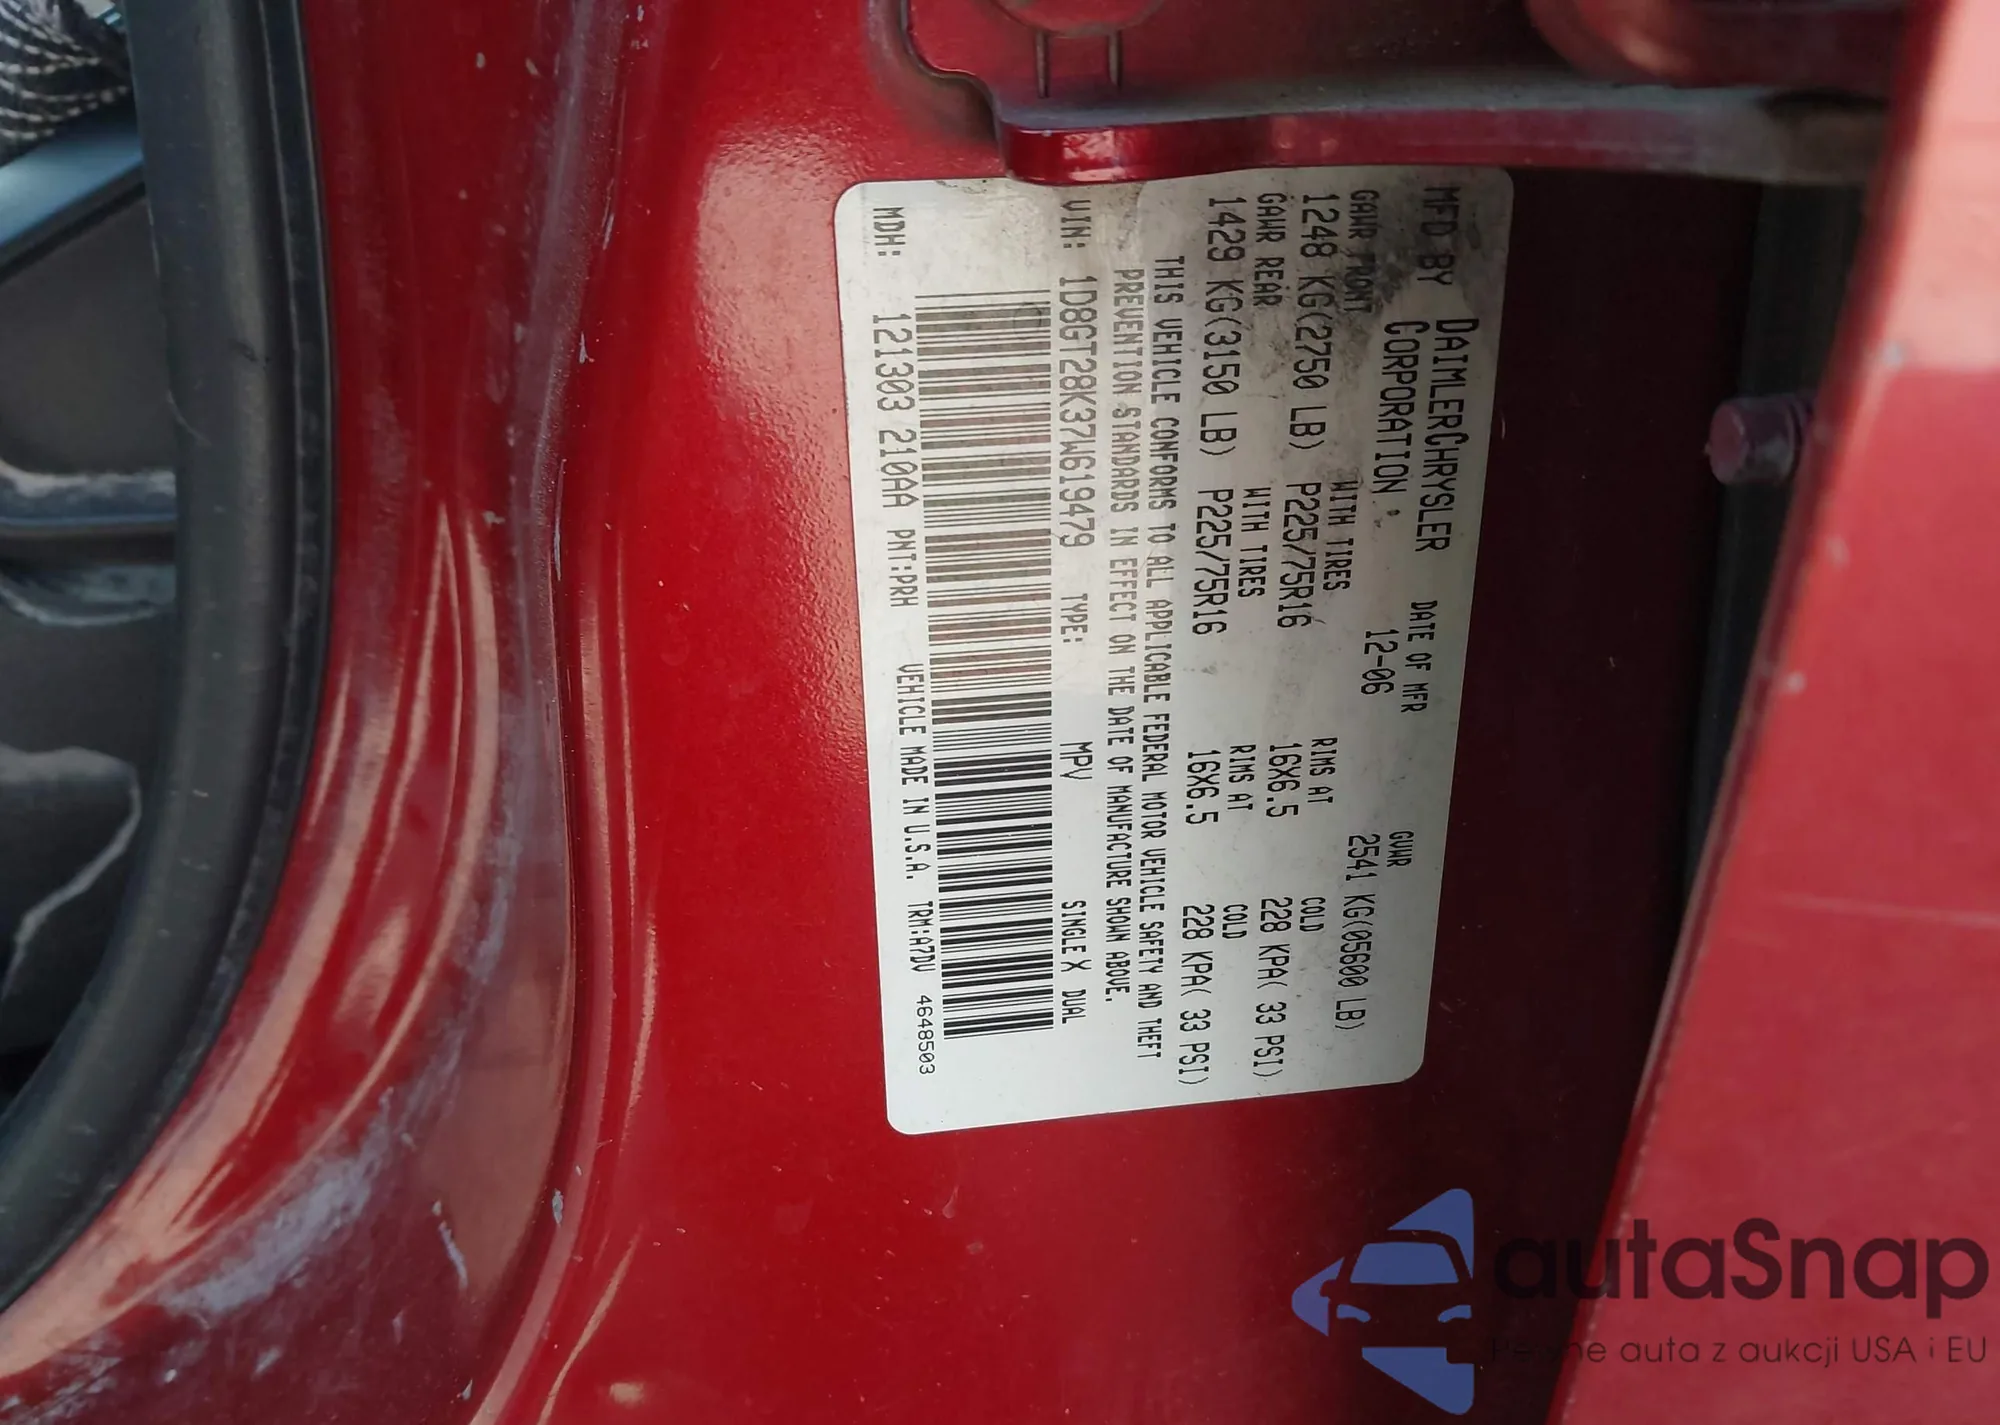 MFD BY DAIMLERCHRYSLER CORPORATION DATE OF MFR 12-06 GVWR 2541 KG(05600 LB)
GAWR FRONT WITH TIRES RIMS AT COLD
1248 KG(2750 LB) P225/75R16 16X6.5 228 KPA( 33 PSI)
GAWR REAR WITH TIRES RIMS AT COLD
1429 KG(3150 LB) P225/75R16 16X6.5 228 KPA( 33 PSI)
THIS VEHICLE CONFORMS TO ALL APPLICABLE FEDERAL MOTOR VEHICLE SAFETY AND THEFT
PREVENTION STANDARDS IN EFFECT ON THE DATE OF MANUFACTURE SHOWN ABOVE.
VIN: 1D8GT28K37W619479 TYPE: MPV SINGLE X DUAL
MDH: 121303 210AA PNT:PRH VEHICLE MADE IN U.S.A. TRM:A7DV 4648503
autaSnap
auta z aukcji USA i EU